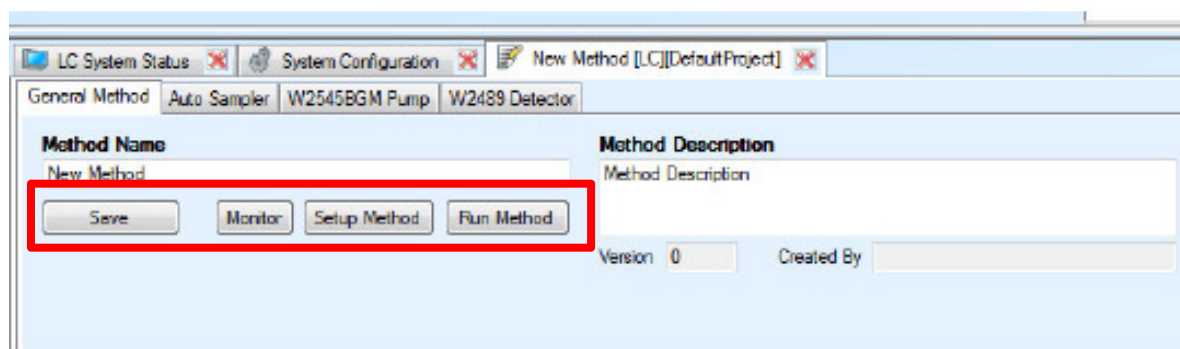 LC System Status System Configuration New Method [LC][DefaultProject]
General Method Auto Sampler W2545BGM Pump W2489 Detector
Method Name Method Description
New Method Method Description
Save Monitor Setup Method Run Method
Version 0 Created By